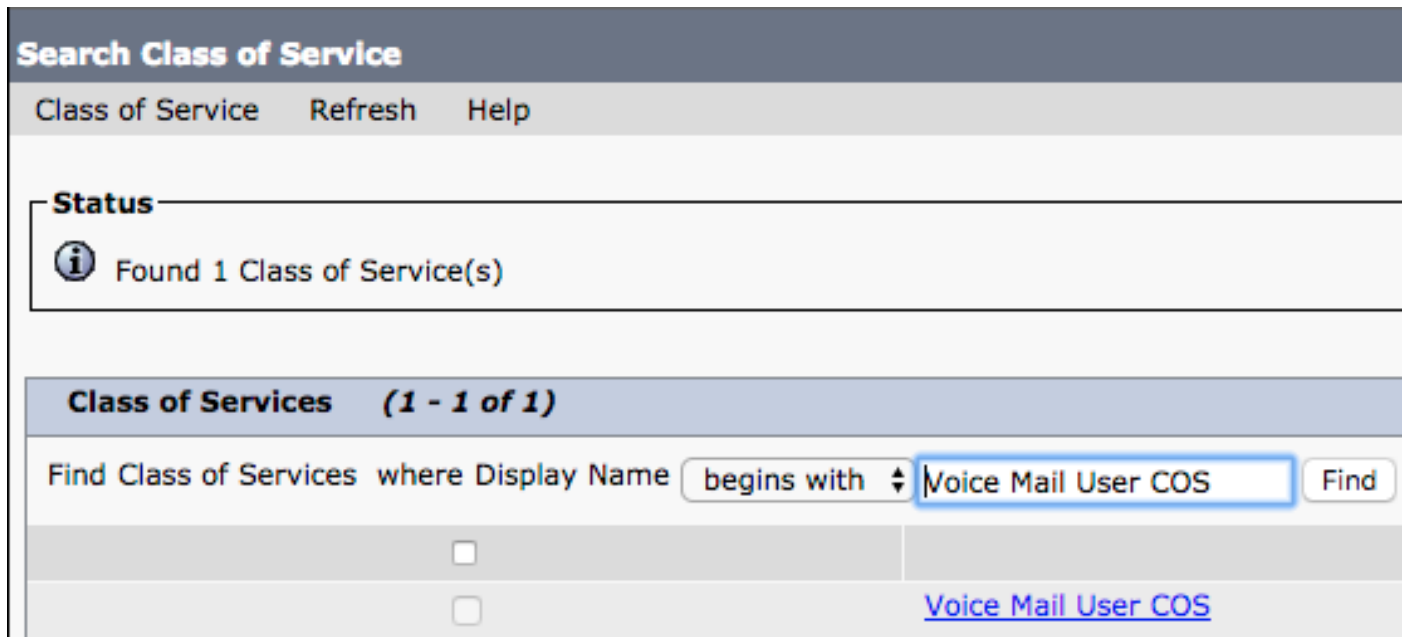 Search Class of Service
Class of Service Refresh Help
Status
Found 1 Class of Service(s)
Class of Services (1 - 1 of 1)
Find Class of Services where Display Name begins with Voice Mail User COS Find
Voice Mail User COS